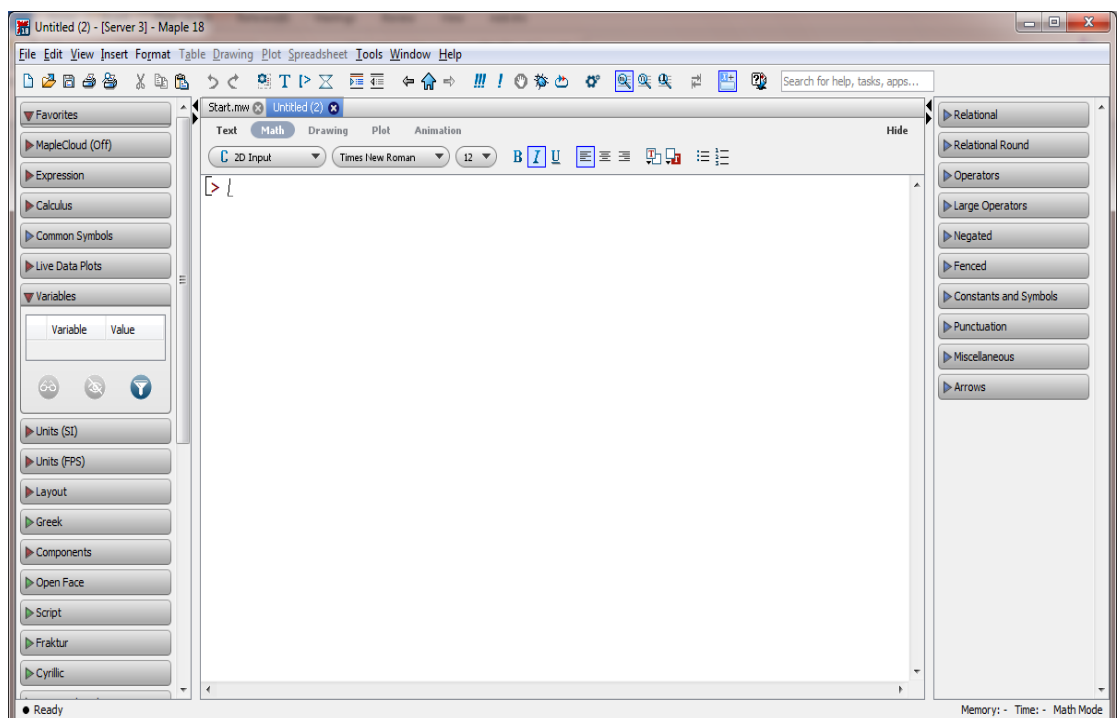 Untitled (2) - [Server 3] - Maple 18
File Edit View Insert Format Table Drawing Plot Spreadsheet Tools Window Help
Search for help, tasks, apps...
Start.mw Untitled (2)
Text Math Drawing Plot Animation Hide
C 2D Input Times New Roman 12 B I U
>
Favorites
MapleCloud (Off)
Expression
Calculus
Common Symbols
Live Data Plots
Variables
Variable Value
Units (SI)
Units (FPS)
Layout
Greek
Components
Open Face
Script
Fraktur
Cyrillic
Relational
Relational Round
Operators
Large Operators
Negated
Fenced
Constants and Symbols
Punctuation
Miscellaneous
Arrows
Ready
Memory: - Time: - Math Mode